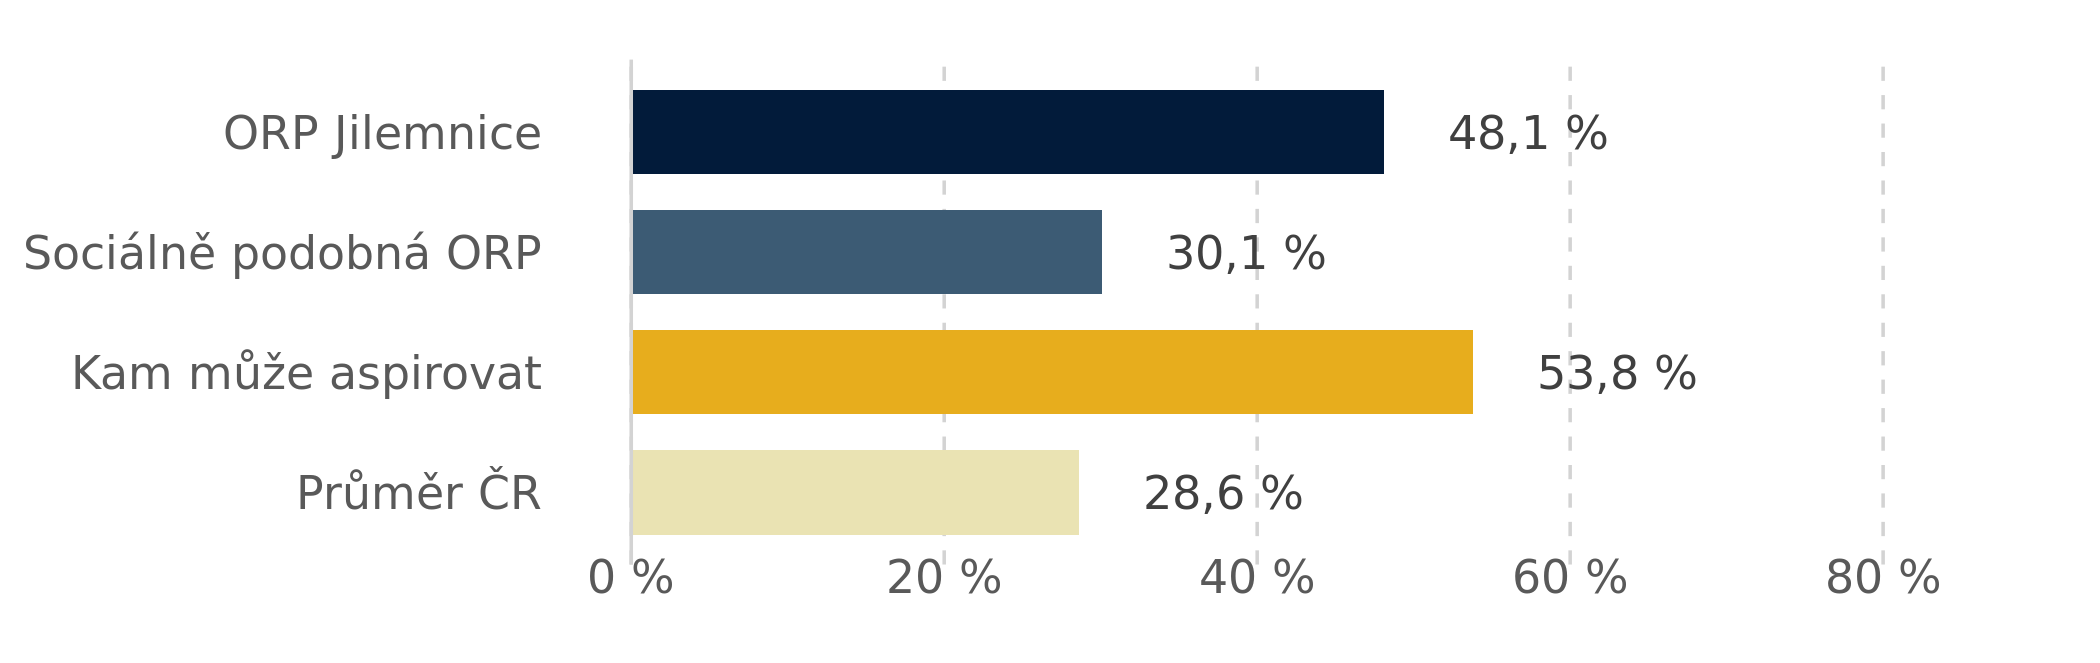 ORP Jilemnice 48,1 %
Sociálně podobná ORP 30,1 %
Kam může aspirovat 53,8 %
Průměr ČR 28,6 %
0 % 20 % 40 % 60 % 80 %